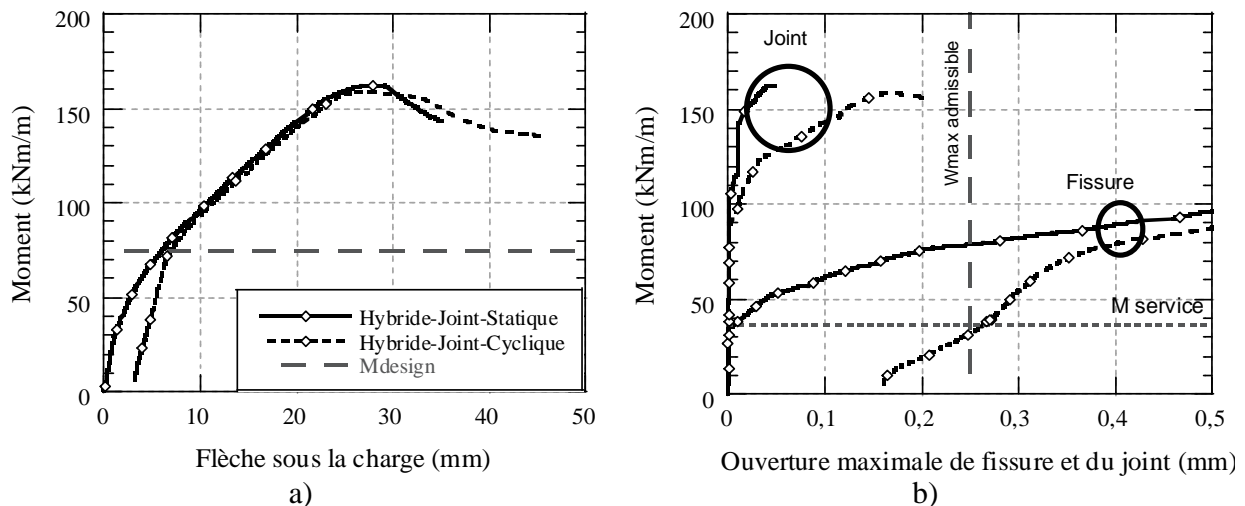 200
150
100
50
0
Moment (kNm/m)
0 10 20 30 40 50
Flèche sous la charge (mm)
Hybride-Joint-Statique
Hybride-Joint-Cyclique
Mdesign
a)
200
150
100
50
0
Moment (kNm/m)
0 0,1 0,2 0,3 0,4 0,5
Ouverture maximale de fissure et du joint (mm)
Joint
Wmax admissible
Fissure
M service
b)